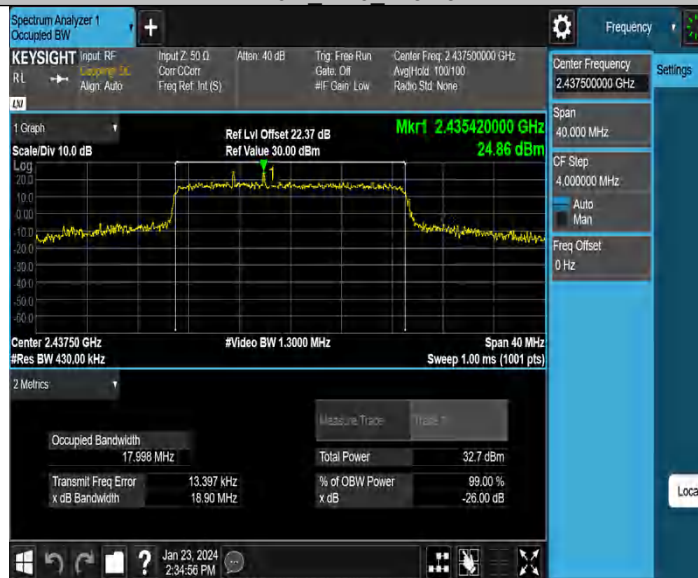 Spectrum Analyzer 1
Occupied BW
Frequency
KEYSIGHT
Input: RF
Input Z: 50 Ω
Atten: 40 dB
Trig: Free Run
Center Freq: 2.437500000 GHz
RL
Corr CCorr
Gate: Off
Avg|Hold: 100/100
Align: Auto
Freq Ref: Int (S)
#IF Gain: Low
Radio Std: None
LXI
Center Frequency
2.437500000 GHz
Settings
Span
40.000 MHz
CF Step
4.000000 MHz
Auto
Man
Freq Offset
0 Hz
1 Graph
Ref Lvl Offset 22.37 dB
Mkr1 2.435420000 GHz
Scale/Div 10.0 dB
Ref Value 30.00 dBm
24.86 dBm
Log
20.0
10.0
0.00
-10.0
-20.0
-30.0
-40.0
-50.0
-60.0
1
Center 2.43750 GHz
#Video BW 1.3000 MHz
Span 40 MHz
#Res BW 430.00 kHz
Sweep 1.00 ms (1001 pts)
2 Metrics
Measure Trace
Trace 1
Occupied Bandwidth
17.998 MHz
Total Power
32.7 dBm
Transmit Freq Error
13.397 kHz
% of OBW Power
99.00 %
x dB Bandwidth
18.90 MHz
x dB
-26.00 dB
Loca
?
Jan 23, 2024
2:34:56 PM